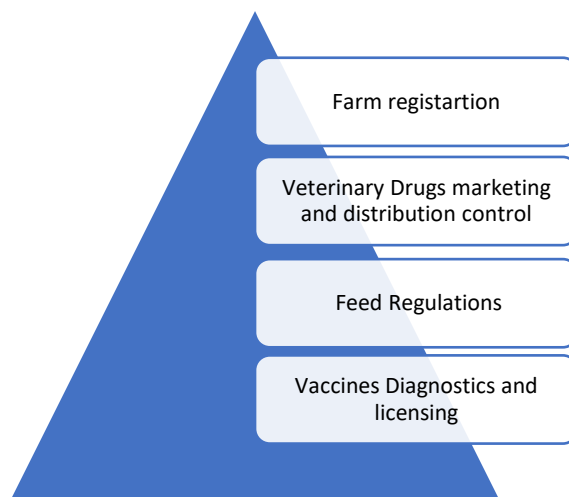 Farm registartion
Veterinary Drugs marketing
and distribution control
Feed Regulations
Vaccines Diagnostics and
licensing